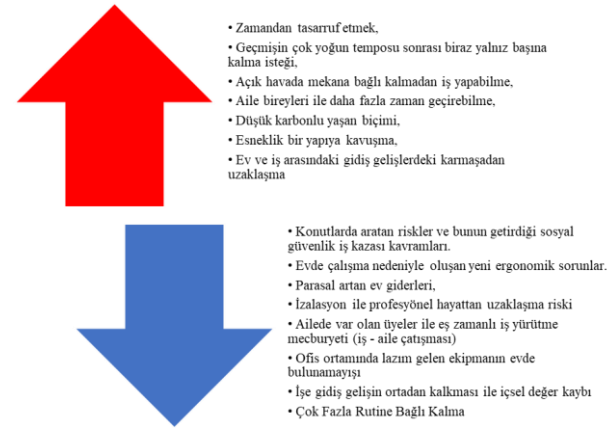 • Zamandan tasarruf etmek,
• Geçmişin çok yoğun temposu sonrası biraz yalnız başına
kalma isteği,
• Açık havada mekana bağlı kalmadan iş yapabilme,
• Aile bireyleri ile daha fazla zaman geçirebilme,
• Düşük karbonlu yaşan biçimi,
• Esneklik bir yapıya kavuşma,
• Ev ve iş arasındaki gidiş gelişlerdeki karmaşadan
uzaklaşma
• Konutlarda aratan riskler ve bunun getirdiği sosyal
güvenlik iş kazası kavramları.
• Evde çalışma nedeniyle oluşan yeni ergonomik sorunlar.
• Parasal artan ev giderleri,
• İzalasyon ile profesyönel hayattan uzaklaşma riski
• Ailede var olan üyeler ile eş zamanlı iş yürütme
mecburyeti (iş - aile çatışması)
• Ofis ortamında lazım gelen ekipmanın evde
bulunamayışı
• İşe gidiş gelişin ortadan kalkması ile içsel değer kaybı
• Çok Fazla Rutine Bağlı Kalma